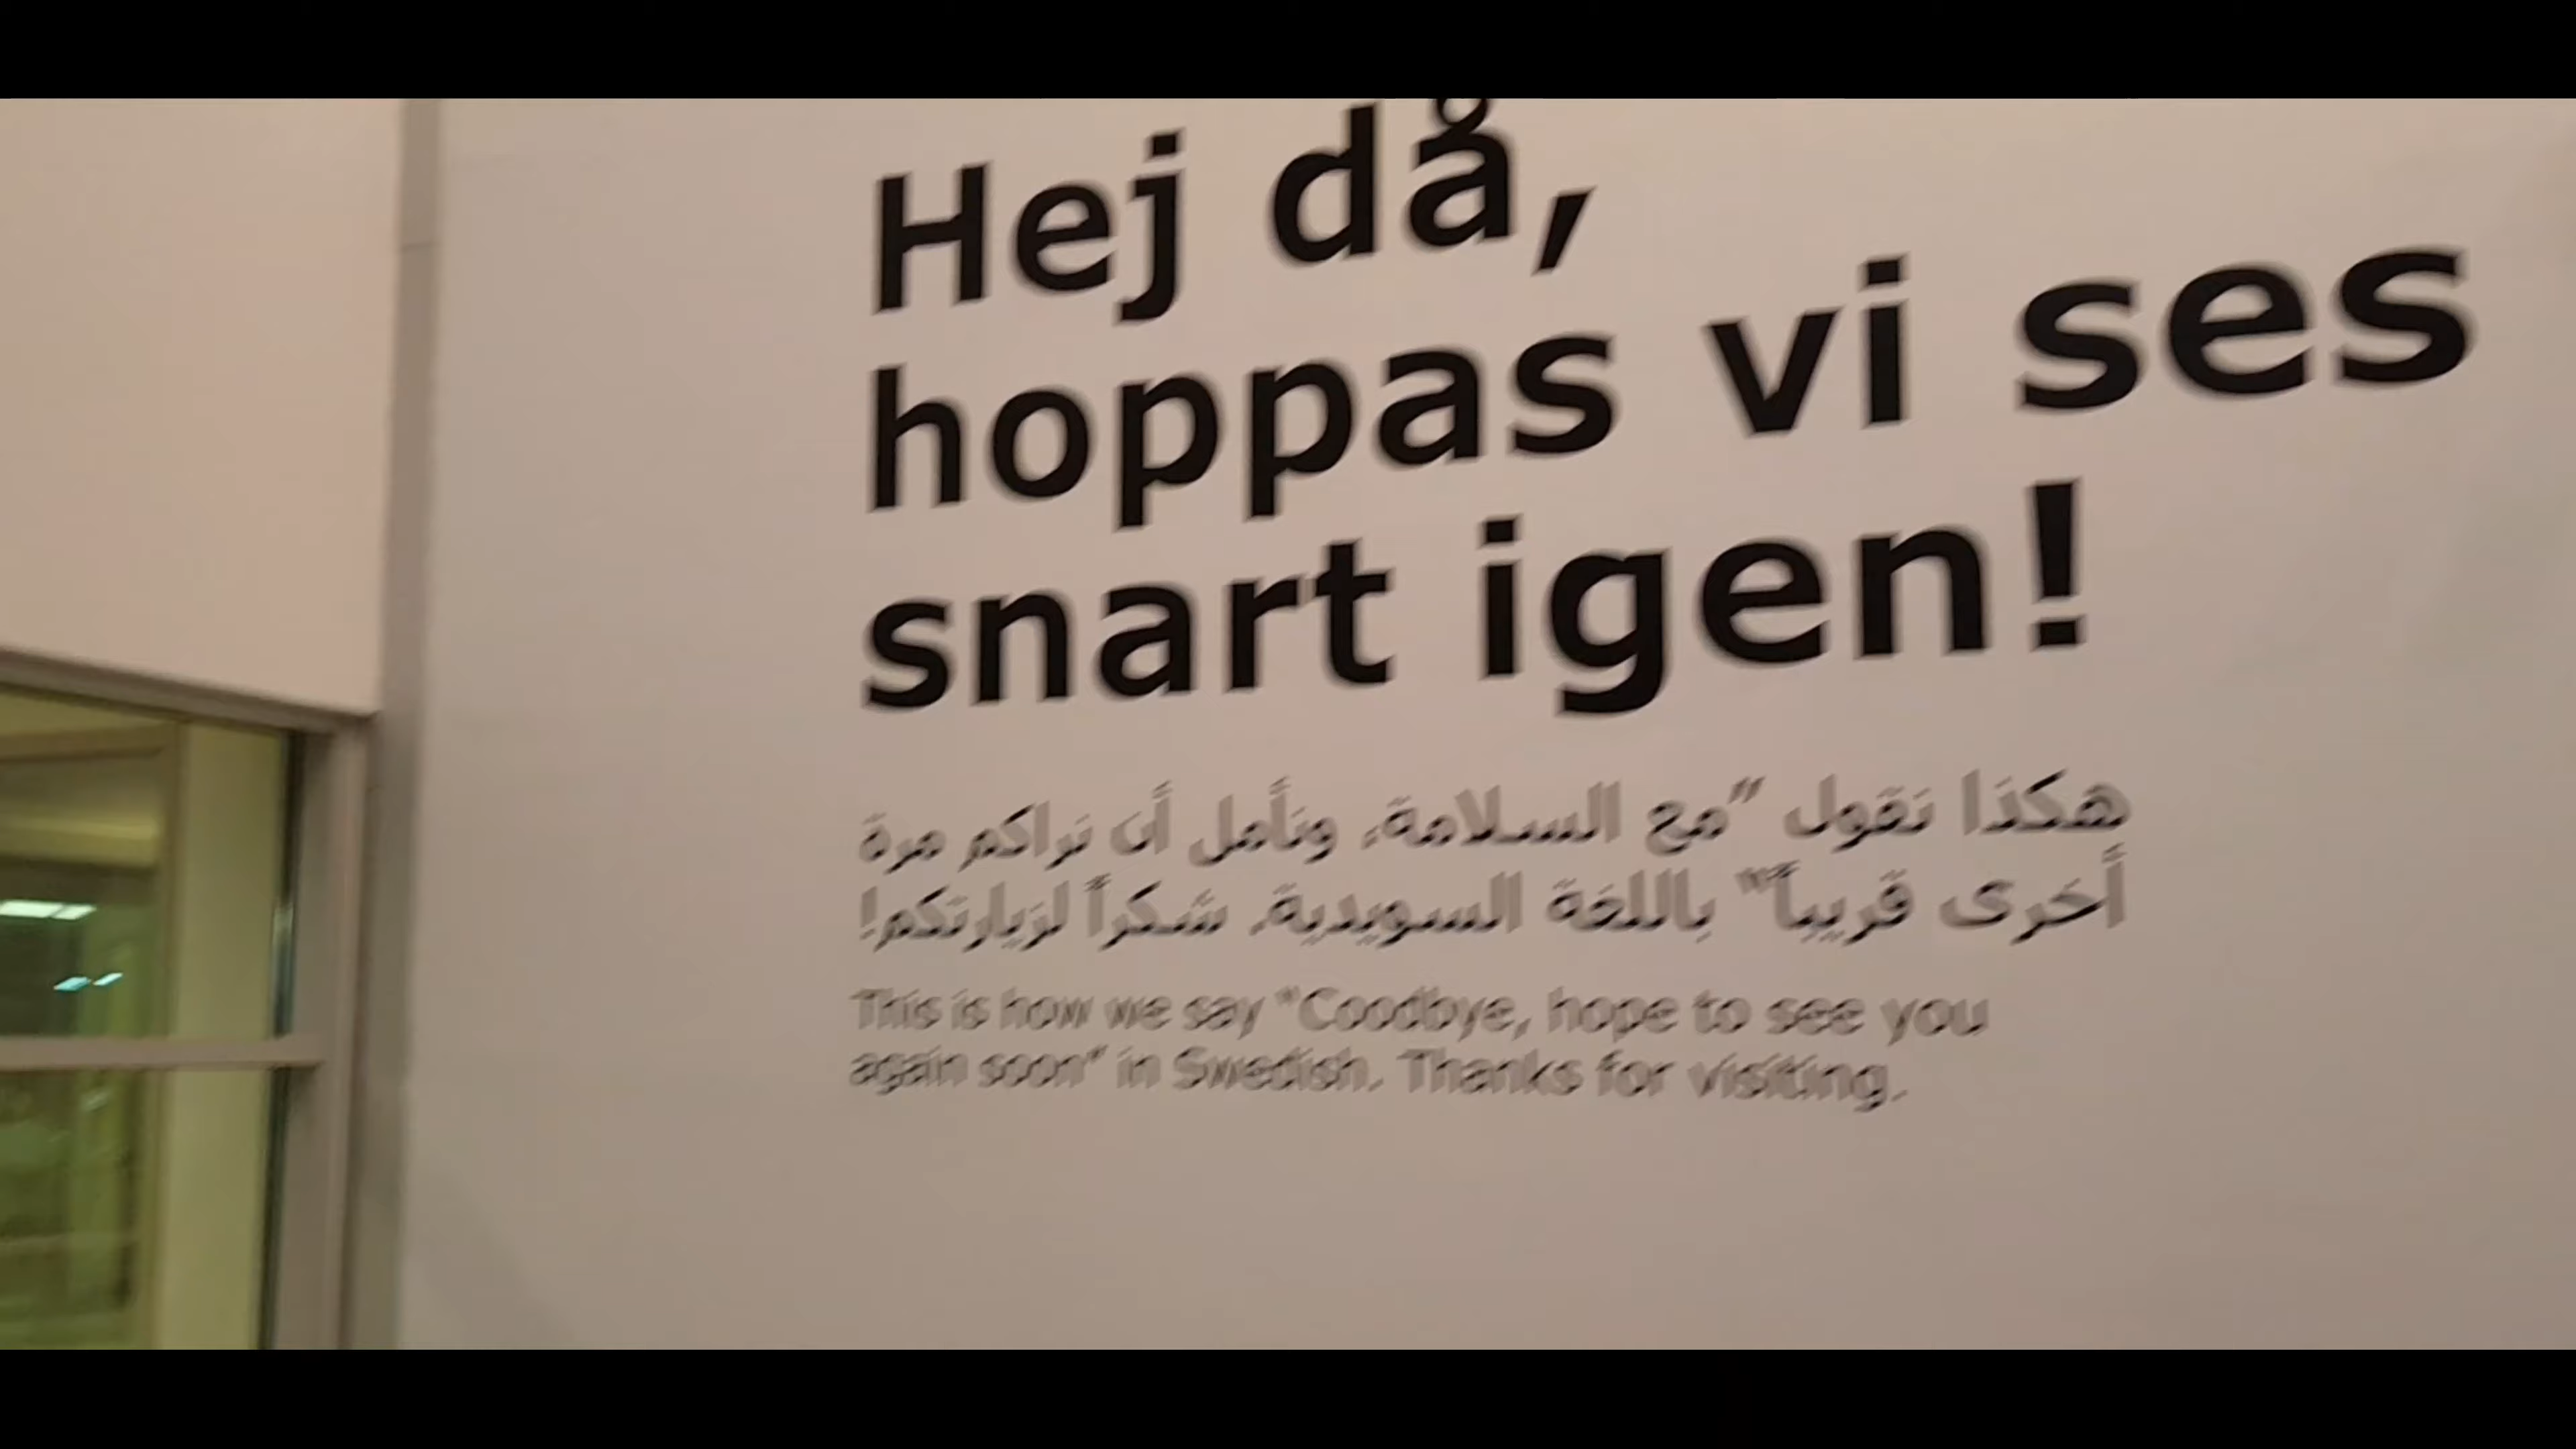 Hej då,
hoppas vi ses
snart igen!
هكذا نقول "مع السلامة، ونأمل أن نراكم مرة
أخرى قريباً" باللغة السويدية. شكراً لزيارتكم!
This is how we say "Goodbye, hope to see you
again soon" in Swedish. Thanks for visiting.